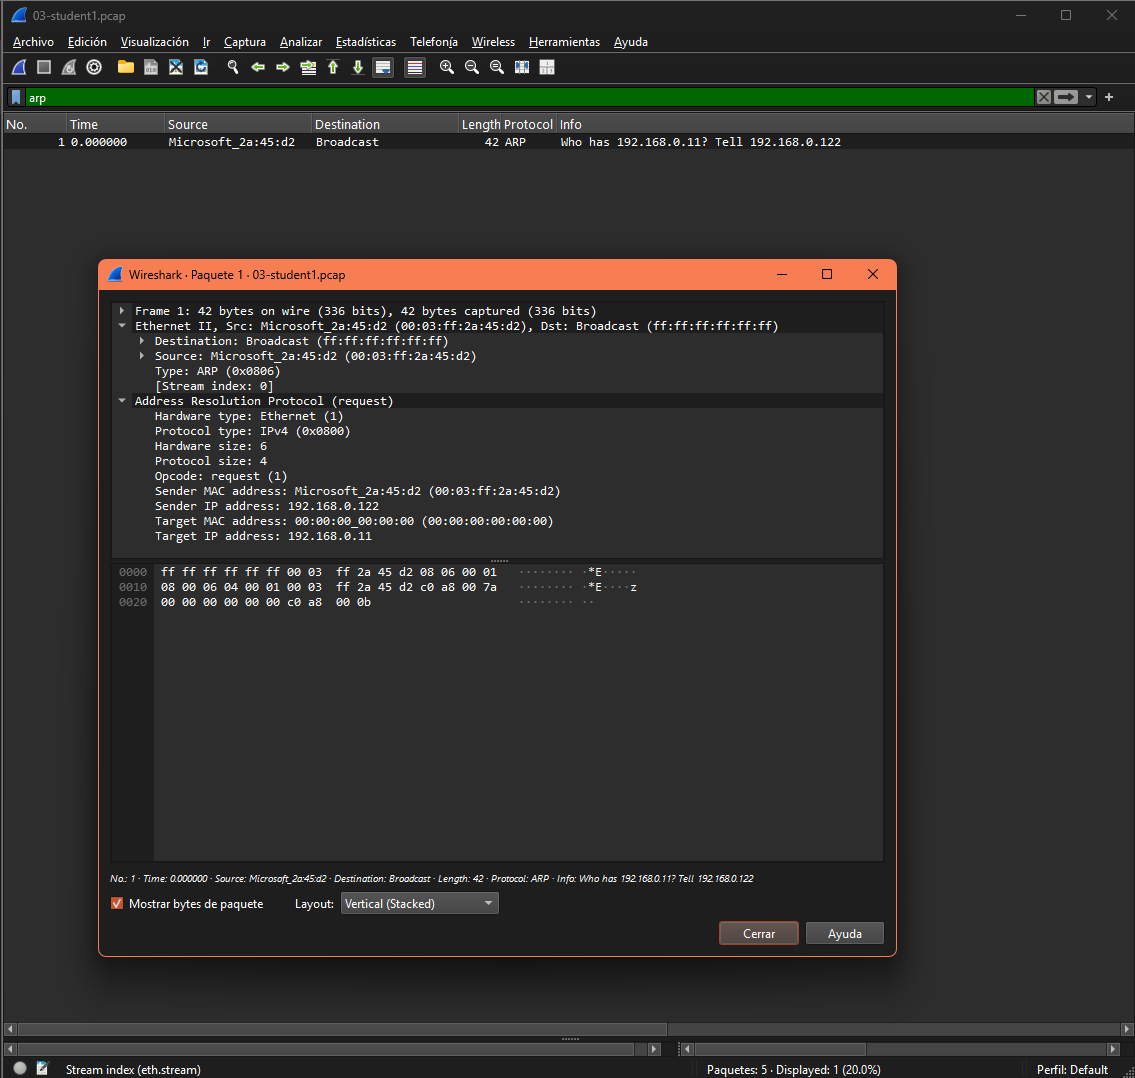 03-student1.pcap
Archivo Edición Visualización Ir Captura Analizar Estadísticas Telefonía Wireless Herramientas Ayuda
arp
No. Time Source Destination Length Protocol Info
1 0.000000 Microsoft_2a:45:d2 Broadcast 42 ARP Who has 192.168.0.11? Tell 192.168.0.122
Wireshark · Paquete 1 · 03-student1.pcap
Frame 1: 42 bytes on wire (336 bits), 42 bytes captured (336 bits)
Ethernet II, Src: Microsoft_2a:45:d2 (00:03:ff:2a:45:d2), Dst: Broadcast (ff:ff:ff:ff:ff:ff)
Destination: Broadcast (ff:ff:ff:ff:ff:ff)
Source: Microsoft_2a:45:d2 (00:03:ff:2a:45:d2)
Type: ARP (0x0806)
[Stream index: 0]
Address Resolution Protocol (request)
Hardware type: Ethernet (1)
Protocol type: IPv4 (0x0800)
Hardware size: 6
Protocol size: 4
Opcode: request (1)
Sender MAC address: Microsoft_2a:45:d2 (00:03:ff:2a:45:d2)
Sender IP address: 192.168.0.122
Target MAC address: 00:00:00_00:00:00 (00:00:00:00:00:00)
Target IP address: 192.168.0.11
0000 ff ff ff ff ff ff 00 03 ff 2a 45 d2 08 06 00 01 ········ ·*E·····
0010 08 00 06 04 00 01 00 03 ff 2a 45 d2 c0 a8 00 7a ········ ·*E····z
0020 00 00 00 00 00 00 c0 a8 00 0b ········ ··
No.: 1 · Time: 0.000000 · Source: Microsoft_2a:45:d2 · Destination: Broadcast · Length: 42 · Protocol: ARP · Info: Who has 192.168.0.11? Tell 192.168.0.122
Mostrar bytes de paquete Layout: Vertical (Stacked)
Cerrar Ayuda
Stream index (eth.stream) Paquetes: 5 · Displayed: 1 (20.0%) Perfil: Default